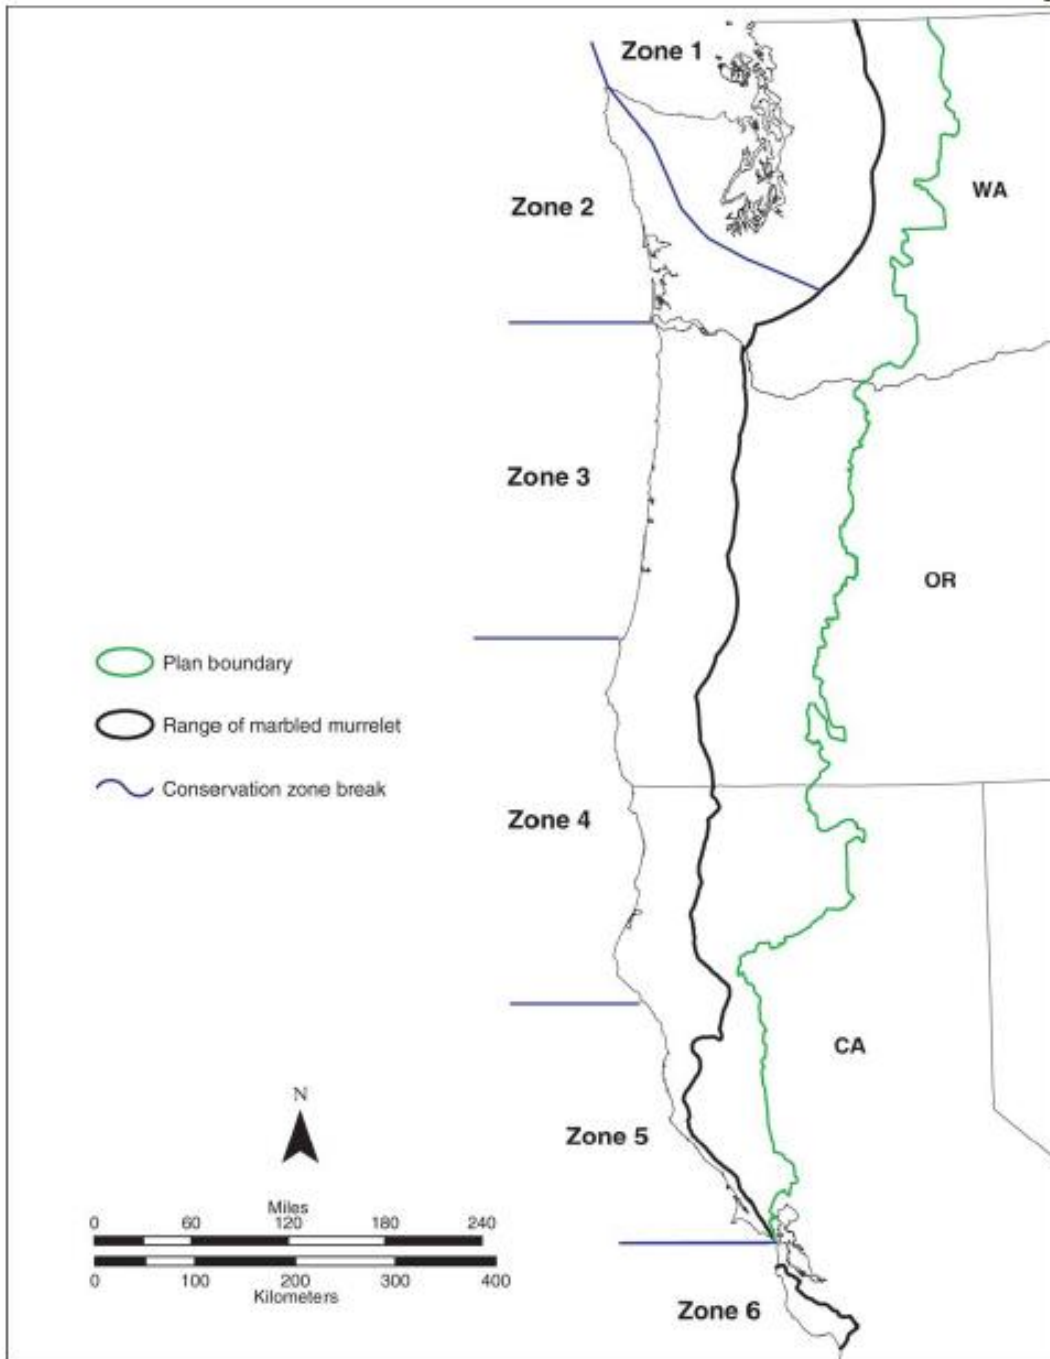 Zone 1
WA
Zone 2
Zone 3
OR
Plan boundary
Range of marbled murrelet
Conservation zone break
Zone 4
CA
N
Zone 5
Miles
0 60 120 180 240
0 100 200 300 400
Kilometers
Zone 6